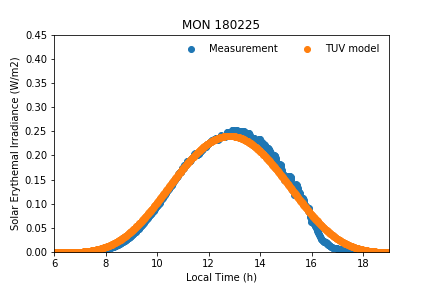 MON 180225
Measurement TUV model
Solar Erythemal Irradiance (W/m2)
0.45
0.40
0.35
0.30
0.25
0.20
0.15
0.10
0.05
0.00
6 8 10 12 14 16 18
Local Time (h)